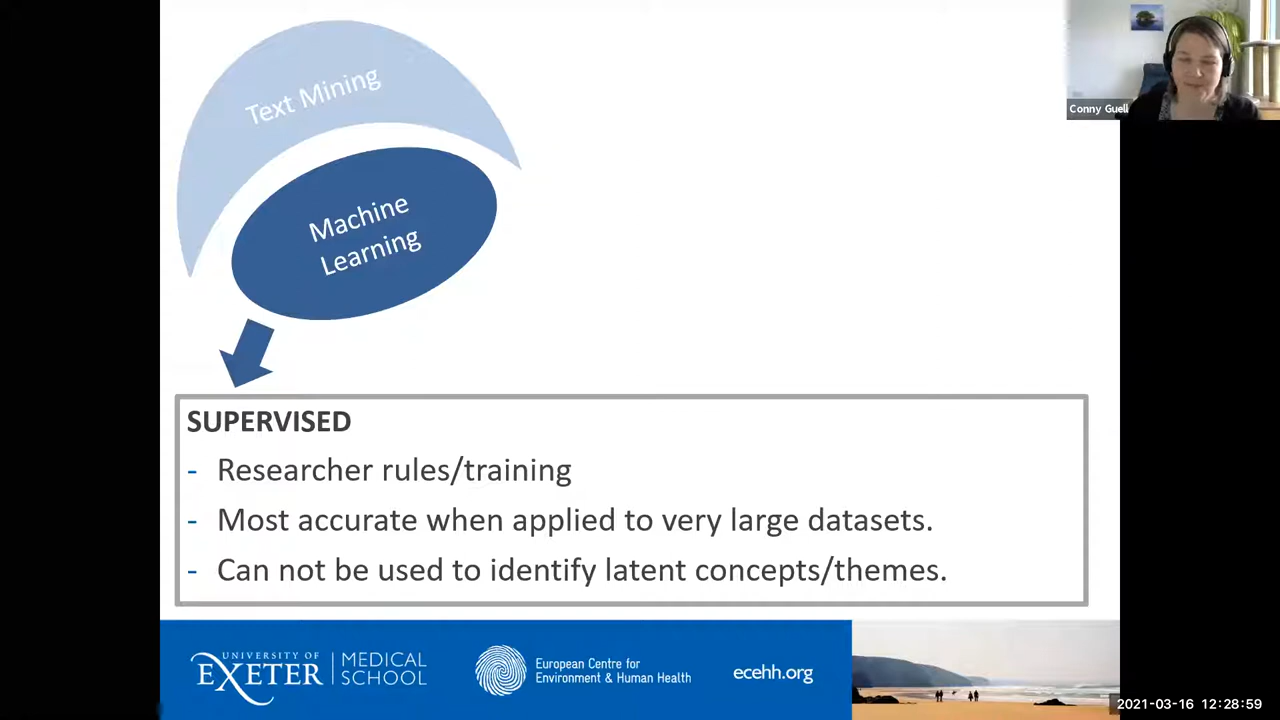 Text Mining
Conny Guell
Machine
Learning
SUPERVISED
- Researcher rules/training
- Most accurate when applied to very large datasets.
- Can not be used to identify latent concepts/themes.
UNIVERSITY OF
EXETER
MEDICAL
SCHOOL
European Centre for
Environment & Human Health
ecehh.org
2021-03-16 12:28:59